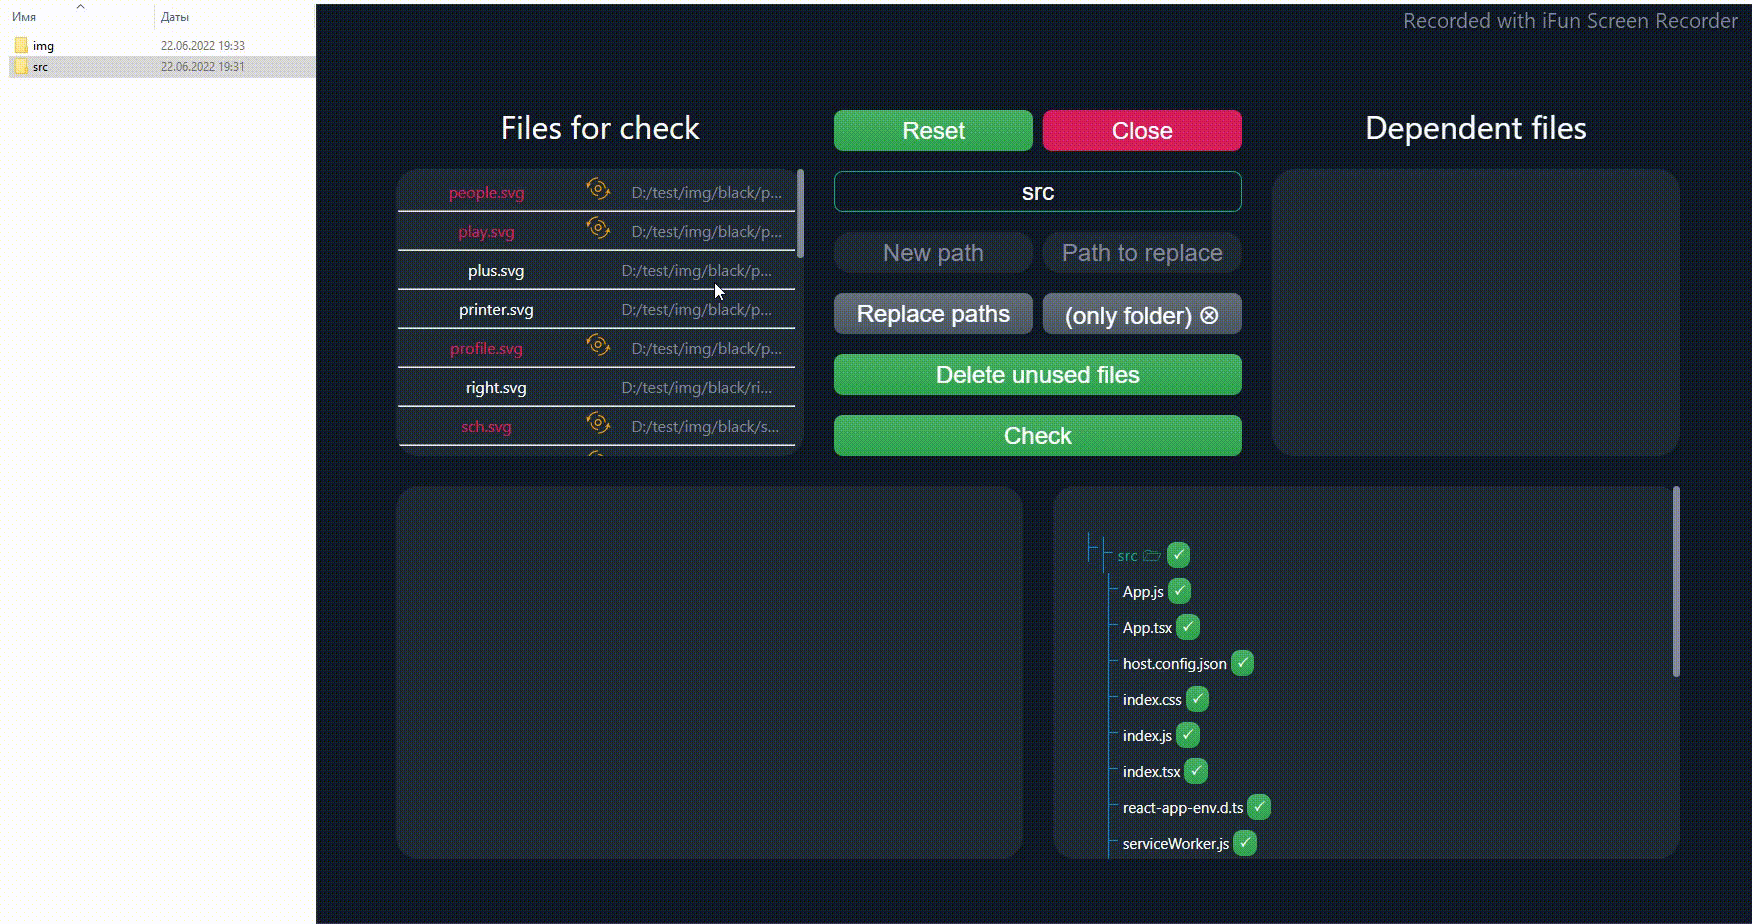 Имя
Даты
img
22.06.2022 19:33
src
22.06.2022 19:31
Recorded with iFun Screen Recorder
Files for check
Reset
Close
Dependent files
people.svg
D:/test/img/black/p...
play.svg
D:/test/img/black/p...
plus.svg
D:/test/img/black/p...
printer.svg
D:/test/img/black/p...
profile.svg
D:/test/img/black/p...
right.svg
D:/test/img/black/ri...
sch.svg
D:/test/img/black/s...
src
New path
Path to replace
Replace paths
(only folder) ⊗
Delete unused files
Check
src
App.js
App.tsx
host.config.json
index.css
index.js
index.tsx
react-app-env.d.ts
serviceWorker.js